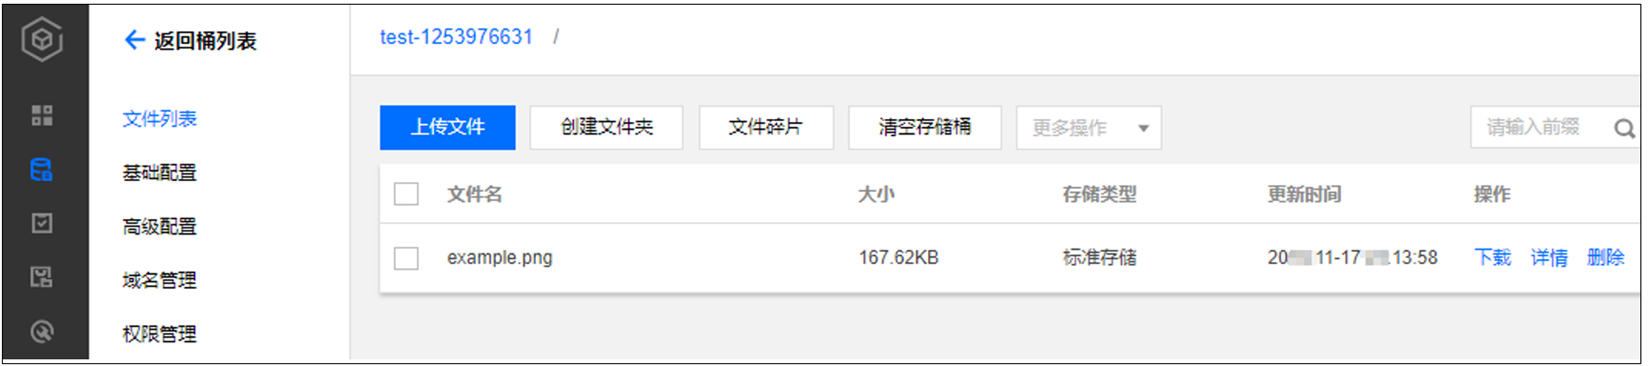 返回桶列表
test-1253976631 /
文件列表
基础配置
高级配置
域名管理
权限管理
上传文件 创建文件夹 文件碎片 清空存储桶 更多操作 请输入前缀
文件名 大小 存储类型 更新时间 操作
example.png 167.62KB 标准存储 20 11-17 13:58 下载 详情 删除